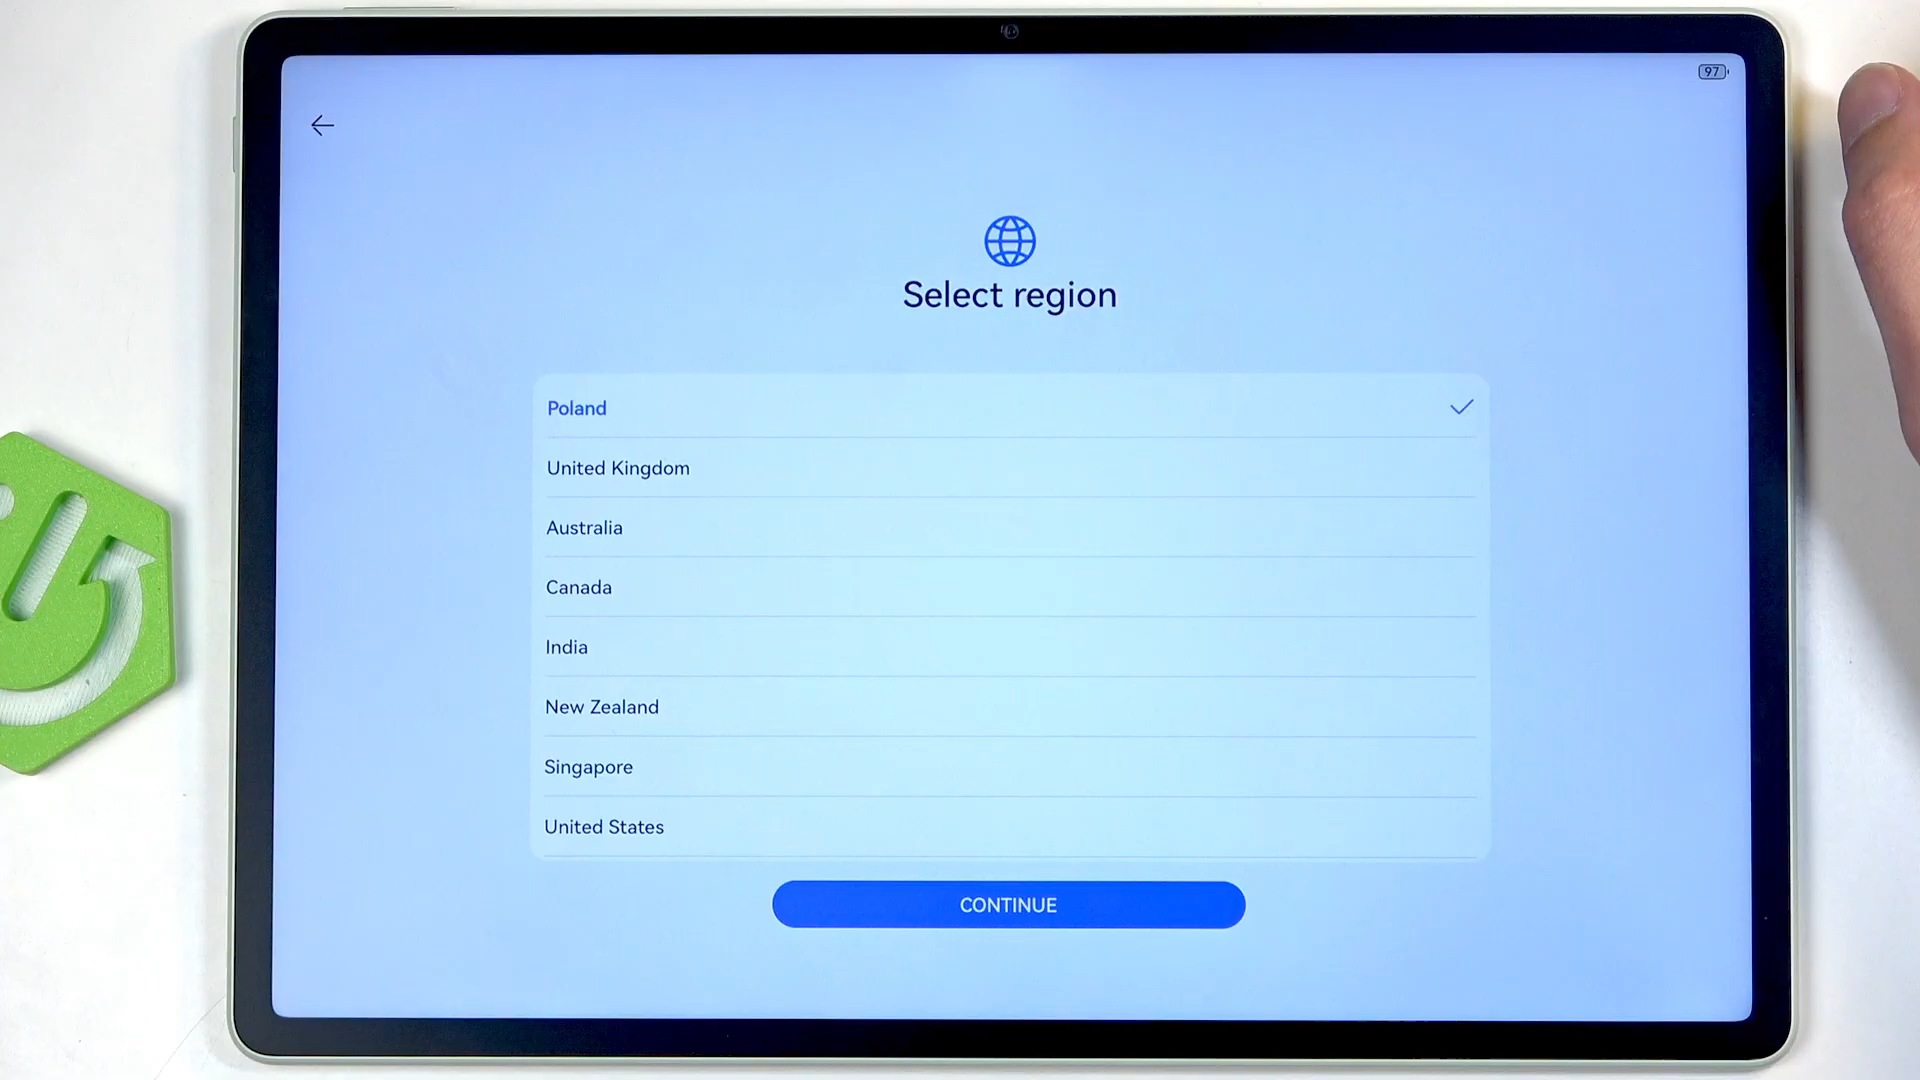 97
Select region
Poland
United Kingdom
Australia
Canada
India
New Zealand
Singapore
United States
CONTINUE